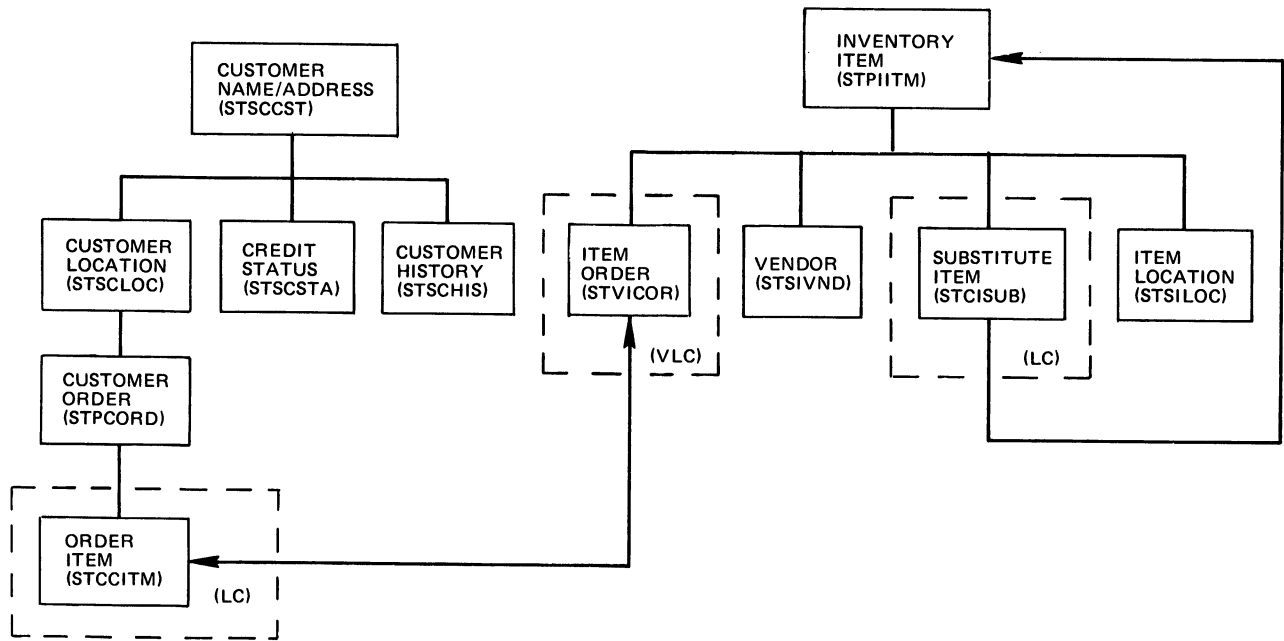 CUSTOMER
NAME/ADDRESS
(STSCCST)
INVENTORY
ITEM
(STPIITM)
CUSTOMER
LOCATION
(STSCLOC)
CREDIT
STATUS
(STSCSTA)
CUSTOMER
HISTORY
(STSCHIS)
ITEM
ORDER
(STVICOR)
(VLC)
VENDOR
(STSIVND)
SUBSTITUTE
ITEM
(STCISUB)
(LC)
ITEM
LOCATION
(STSILOC)
CUSTOMER
ORDER
(STPCORD)
ORDER
ITEM
(STCCITM)
(LC)